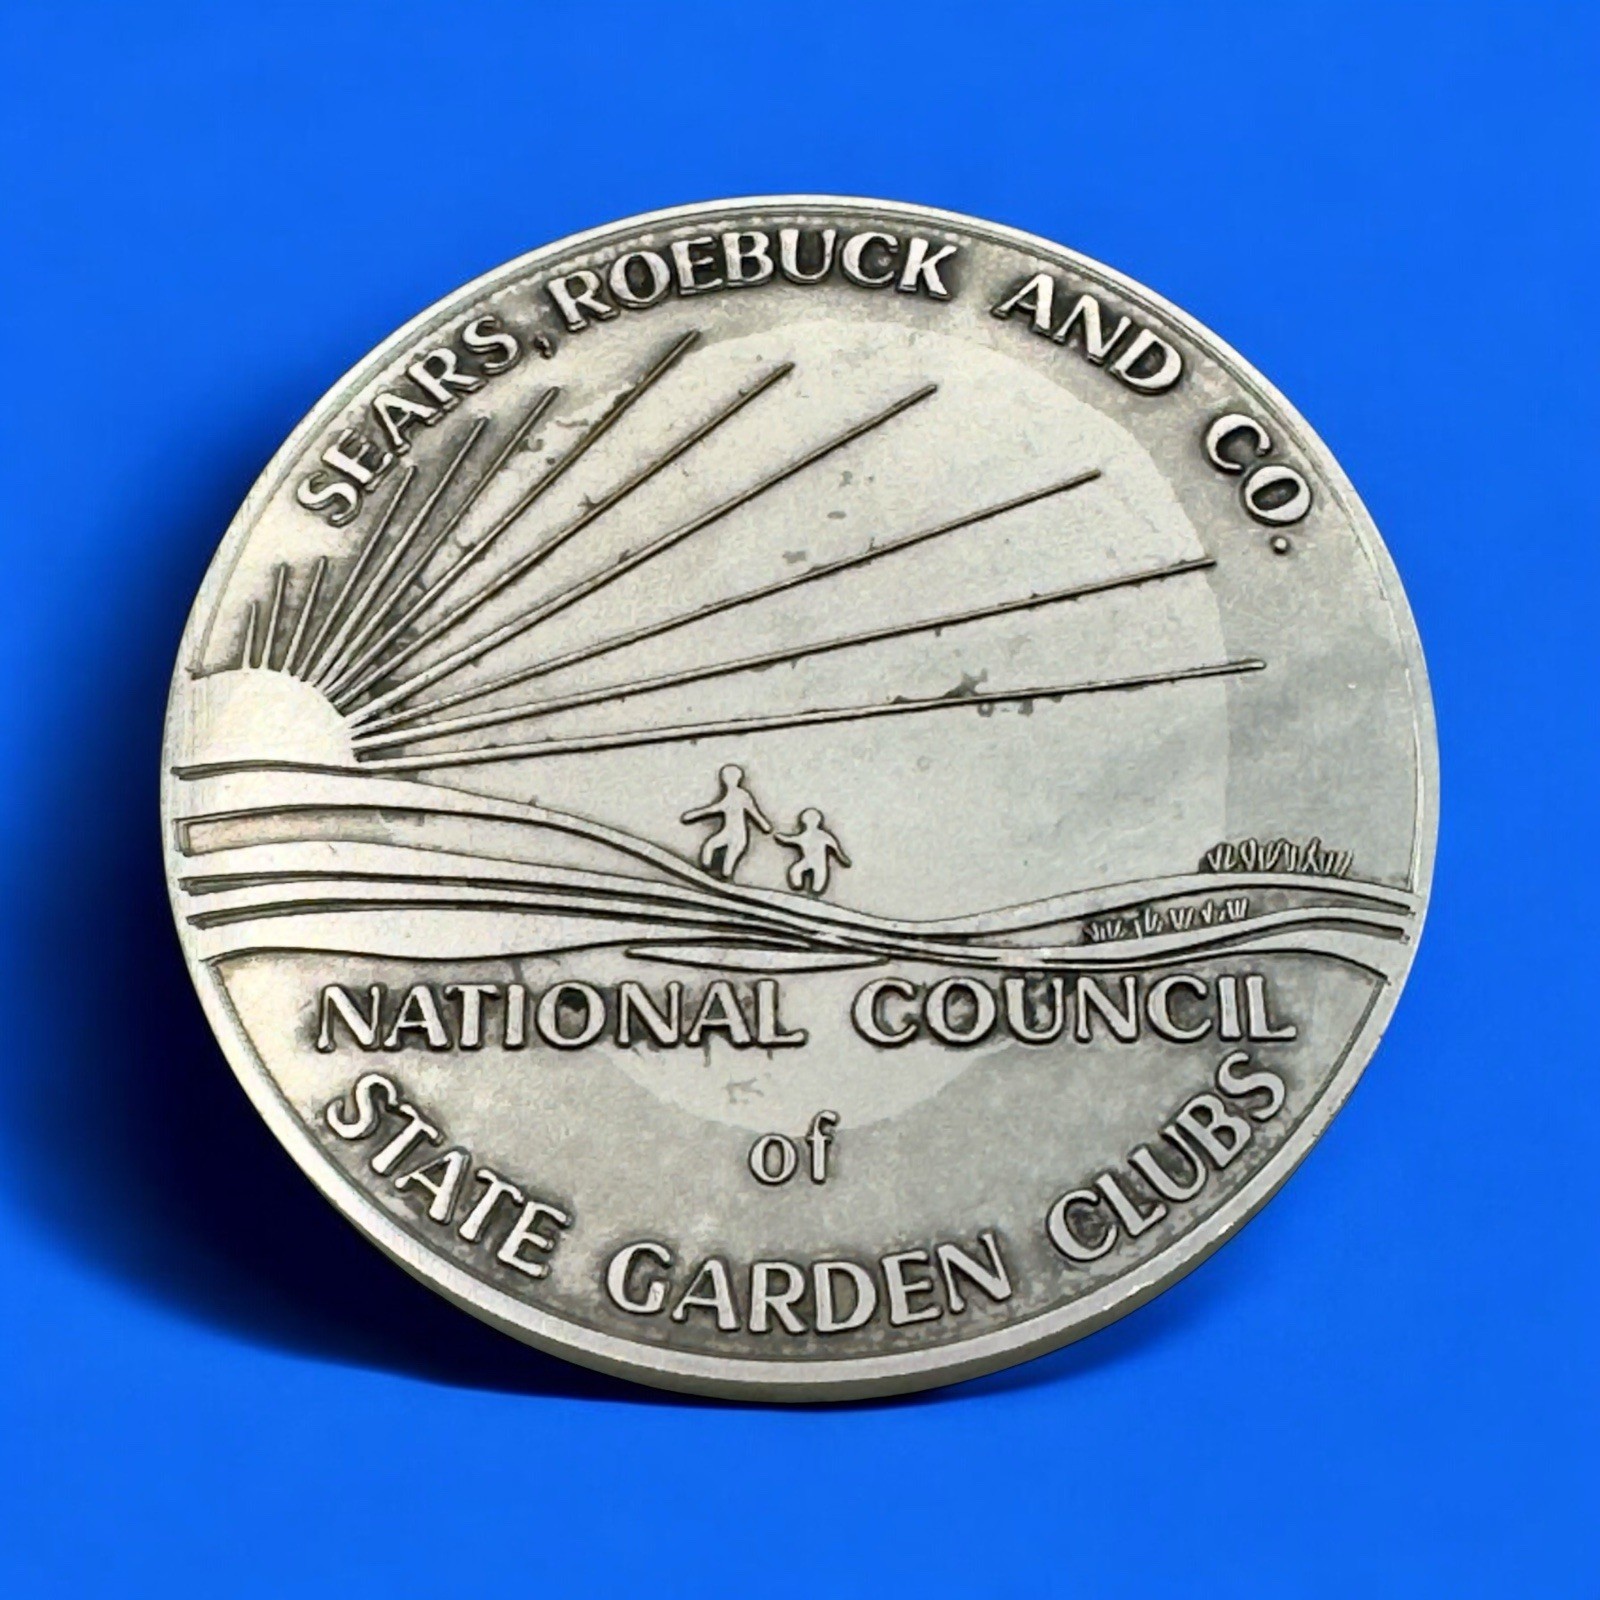 SEARS, ROEBUCK AND CO.
NATIONAL COUNCIL
of
STATE GARDEN CLUBS